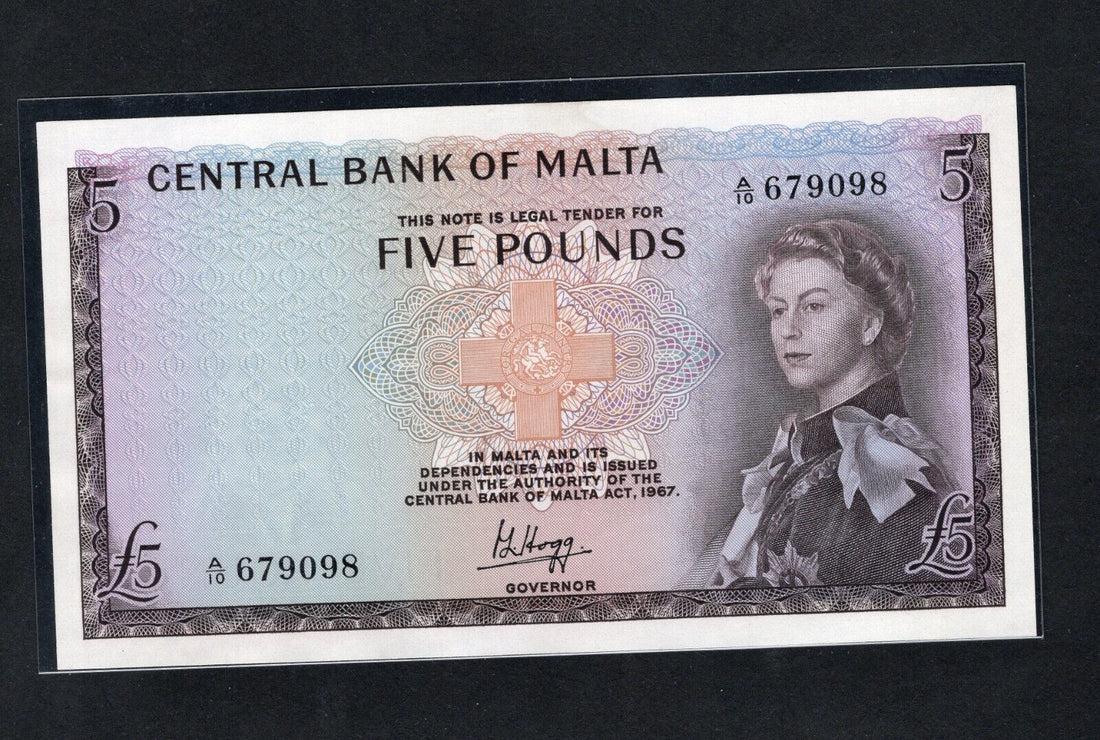 5
CENTRAL BANK OF MALTA
5
A/10 679098
THIS NOTE IS LEGAL TENDER FOR
FIVE POUNDS
IN MALTA AND ITS
DEPENDENCIES AND IS ISSUED
UNDER THE AUTHORITY OF THE
CENTRAL BANK OF MALTA ACT, 1967.
£5
A/10 679098
Hogg.
GOVERNOR
£5